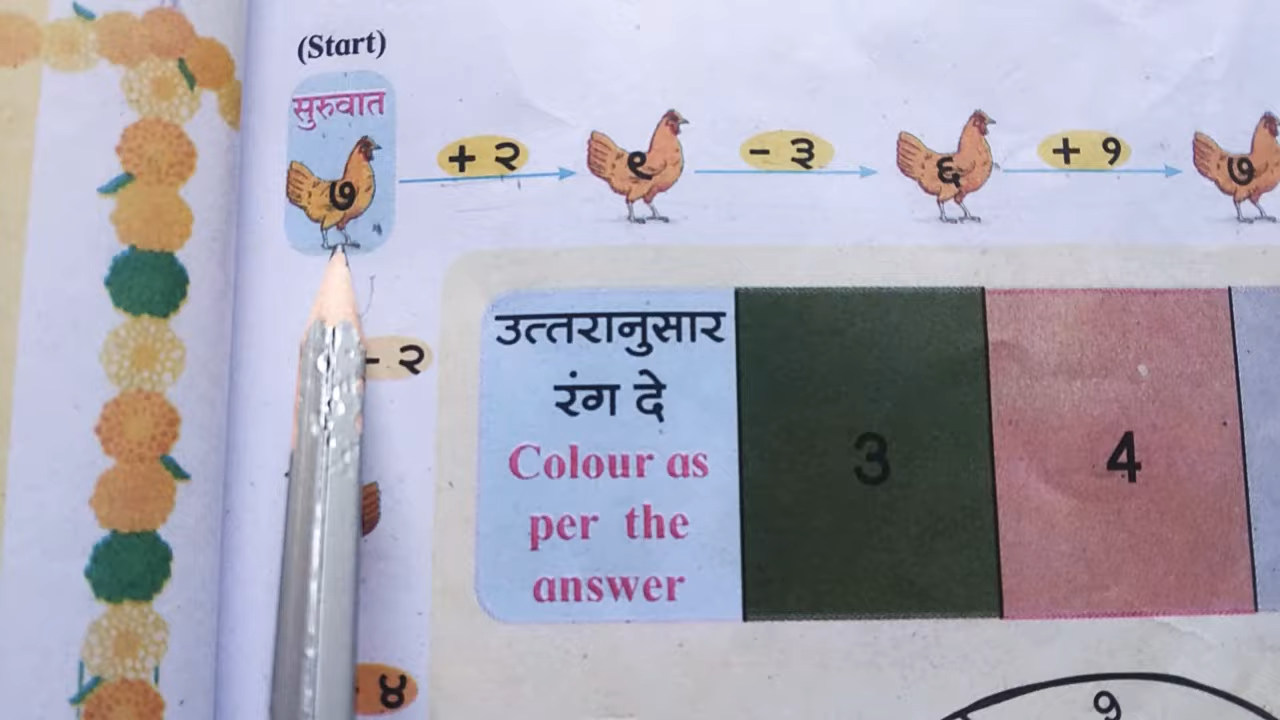 (Start)
सुरुवात
७ + २ ९ - ३ ६ + १ ७
- २
उत्तरानुसार
रंग दे
Colour as
per the
answer
3
4
४
9